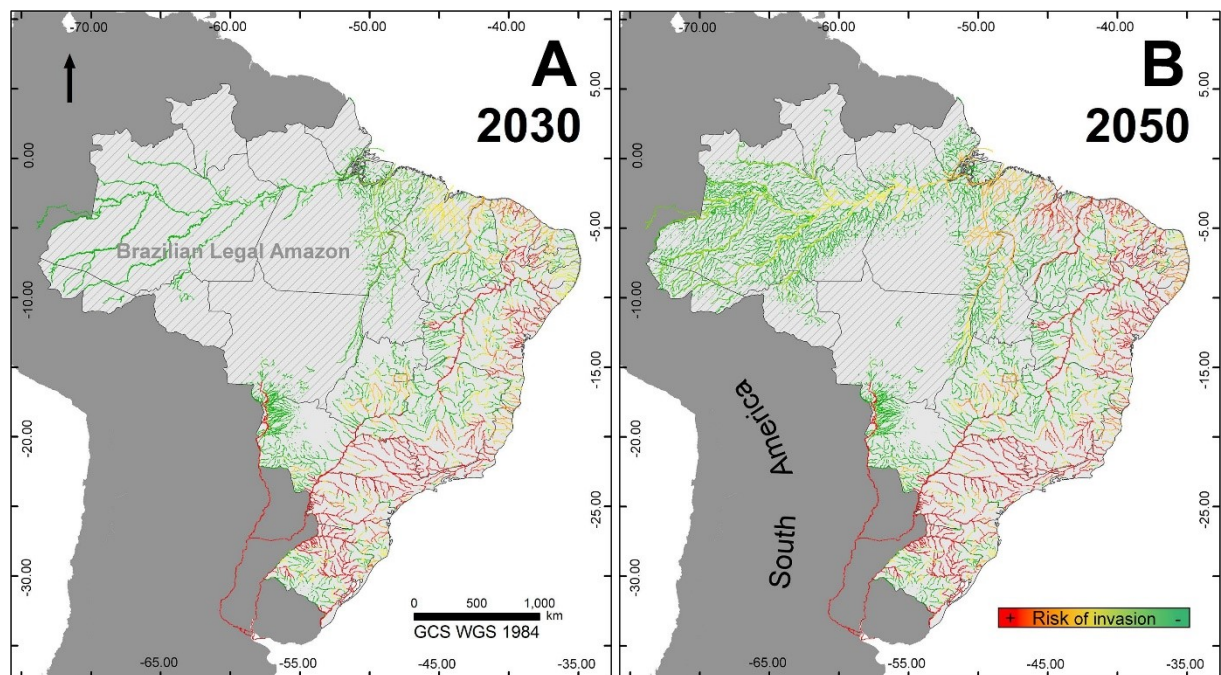 -70.00 -60.00 -50.00 -40.00
A
2030
5.00
0.00
-5.00
-10.00
-15.00
-20.00
-25.00
-30.00
Brazilian Legal Amazon
0 500 1,000
km
GCS WGS 1984
-65.00 -55.00 -45.00 -35.00
-70.00 -60.00 -50.00 -40.00
B
2050
5.00
0.00
-5.00
-10.00
-15.00
-20.00
-25.00
-30.00
South America
+ Risk of invasion -
-65.00 -55.00 -45.00 -35.00